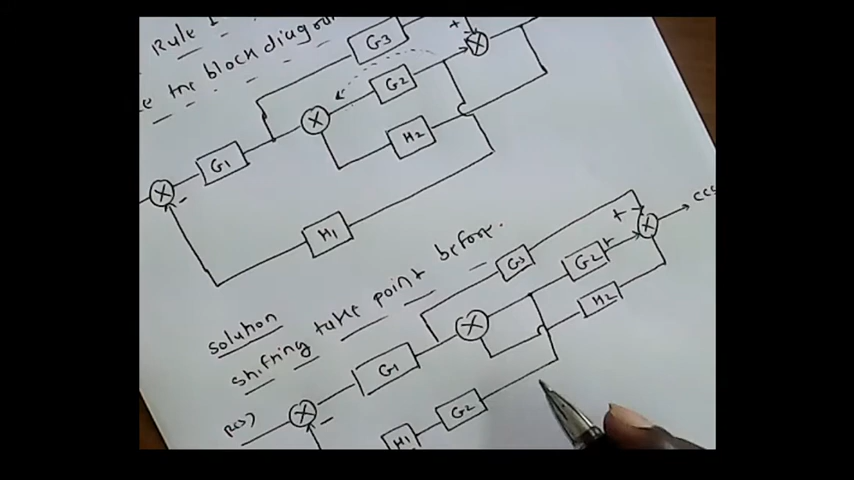 Rule 1
the block diagram
G3
+
G2
G1
H2
-
H1
solution
shifting take point before.
C(s)
+
G3
G2
+
H2
G1
R(s)
-
G2
H1